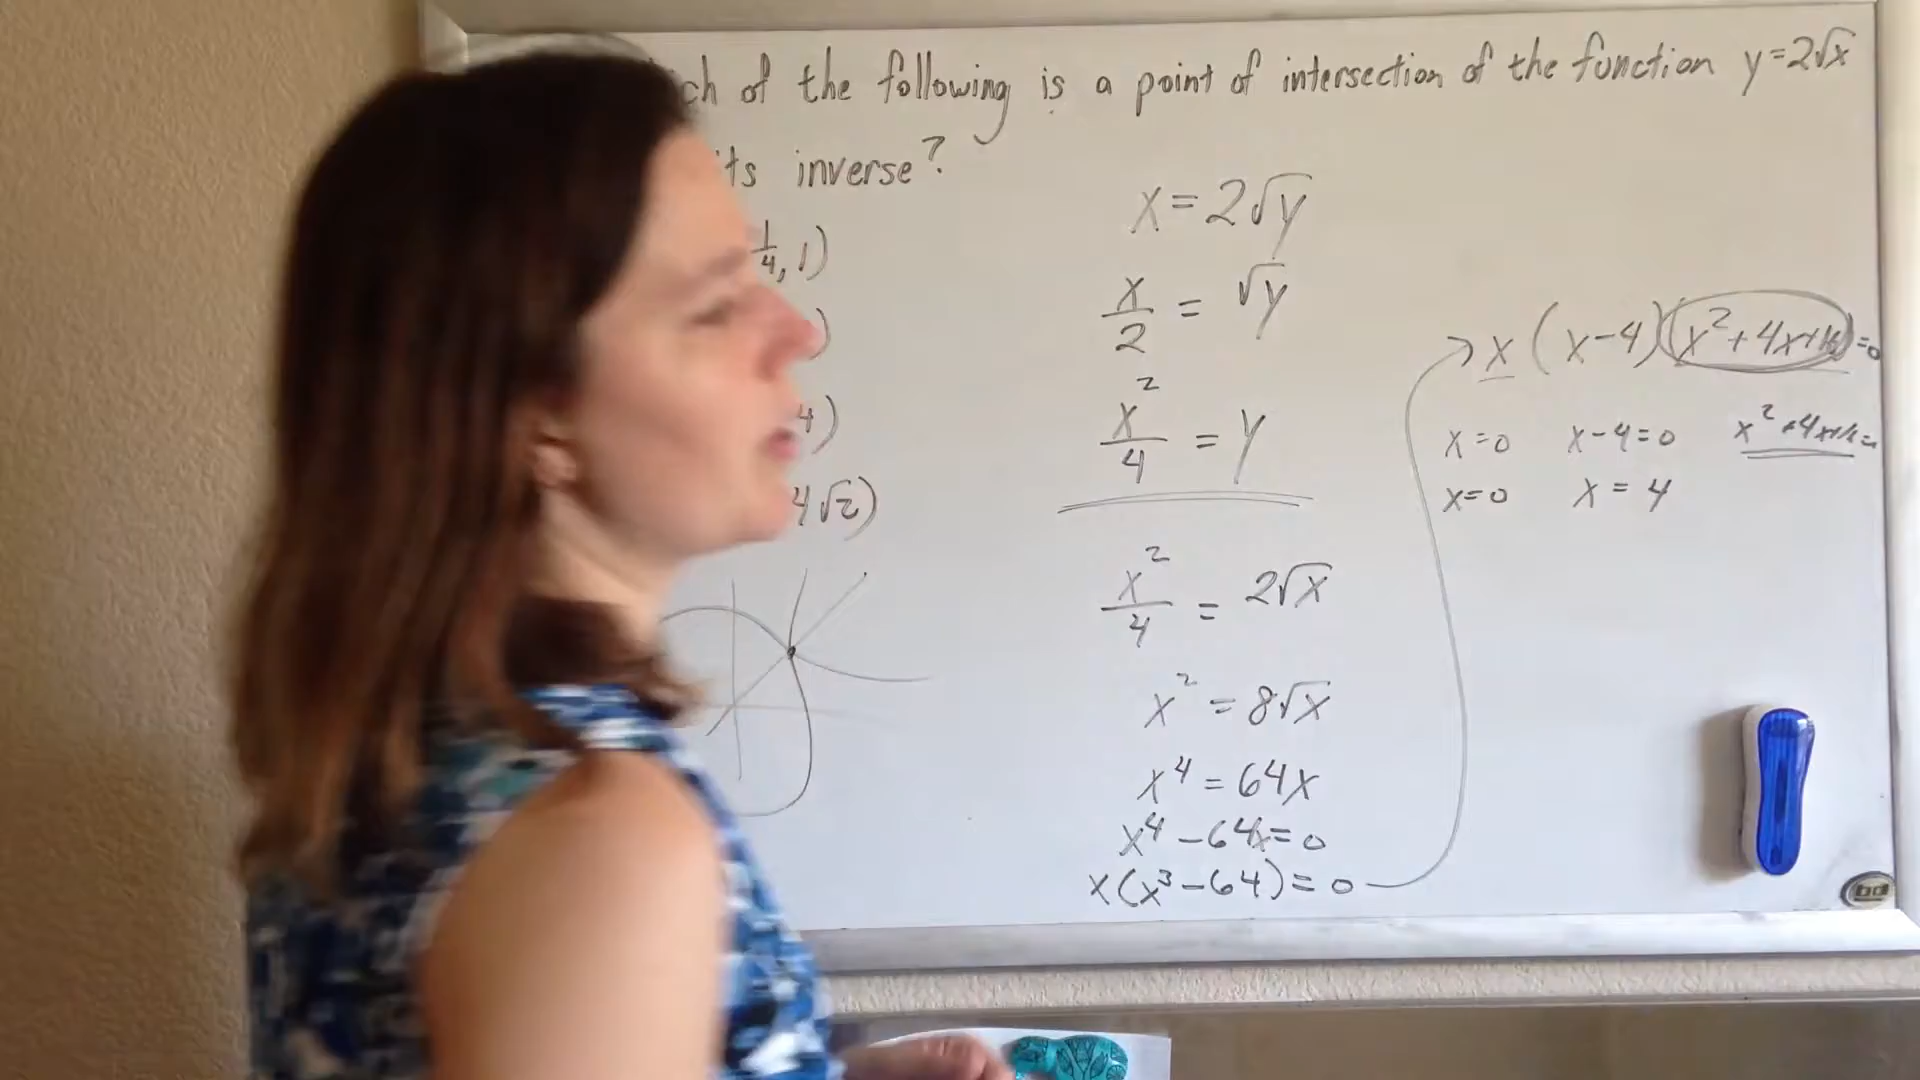 ch of the following is a point of intersection of the function y=2√x
ts inverse?
1/4, 1)
)
4)
4√2)
x = 2√y
x/2 = √y
x²/4 = y
x²/4 = 2√x
x² = 8√x
x⁴ = 64x
x⁴ - 64x = 0
x(x³ - 64) = 0
x(x-4)(x²+4x+16)=0
x=0 x-4=0 x²+4x+16=
x=0 x = 4